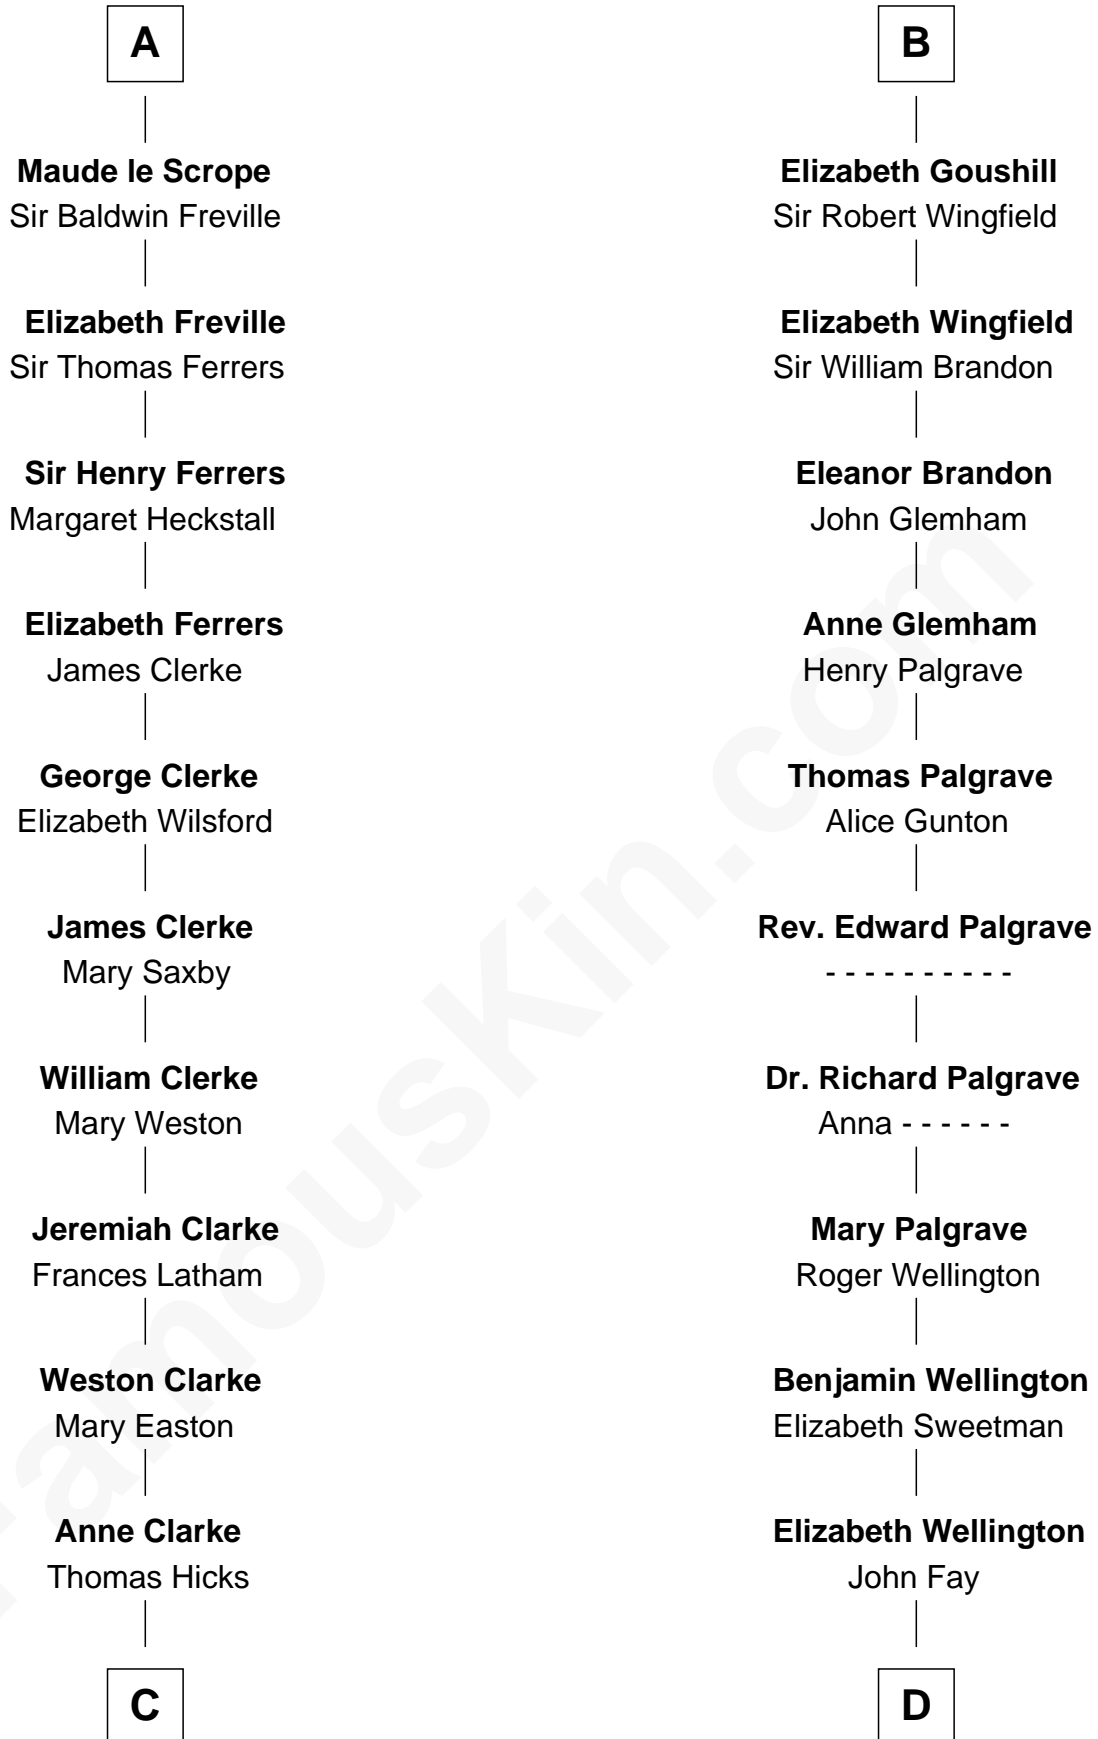 A
Maude le Scrope
Sir Baldwin Freville
Elizabeth Freville
Sir Thomas Ferrers
Sir Henry Ferrers
Margaret Heckstall
Elizabeth Ferrers
James Clerke
George Clerke
Elizabeth Wilsford
James Clerke
Mary Saxby
William Clerke
Mary Weston
Jeremiah Clarke
Frances Latham
Weston Clarke
Mary Easton
Anne Clarke
Thomas Hicks
C
B
Elizabeth Goushill
Sir Robert Wingfield
Elizabeth Wingfield
Sir William Brandon
Eleanor Brandon
John Glemham
Anne Glemham
Henry Palgrave
Thomas Palgrave
Alice Gunton
Rev. Edward Palgrave
- - - - - - - - - -
Dr. Richard Palgrave
Anna - - - - - -
Mary Palgrave
Roger Wellington
Benjamin Wellington
Elizabeth Sweetman
Elizabeth Wellington
John Fay
D
FamousKin.com